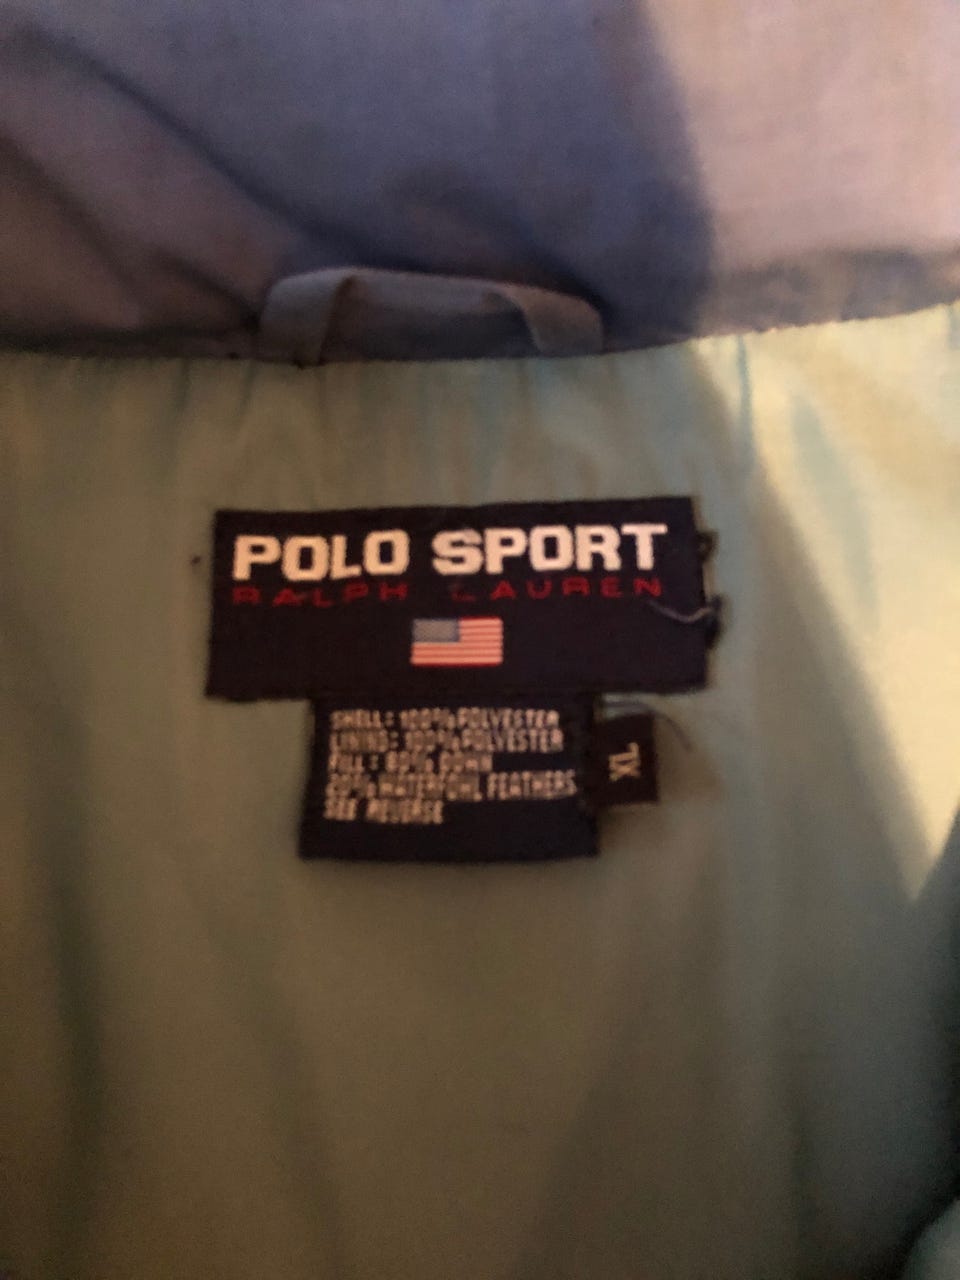 POLO SPORT
RALPH LAUREN
SHELL: 100% POLYESTER
LINING: 100% POLYESTER
FILL: 80% DOWN
20% WATERFOWL FEATHERS
SEE REVERSE
XL